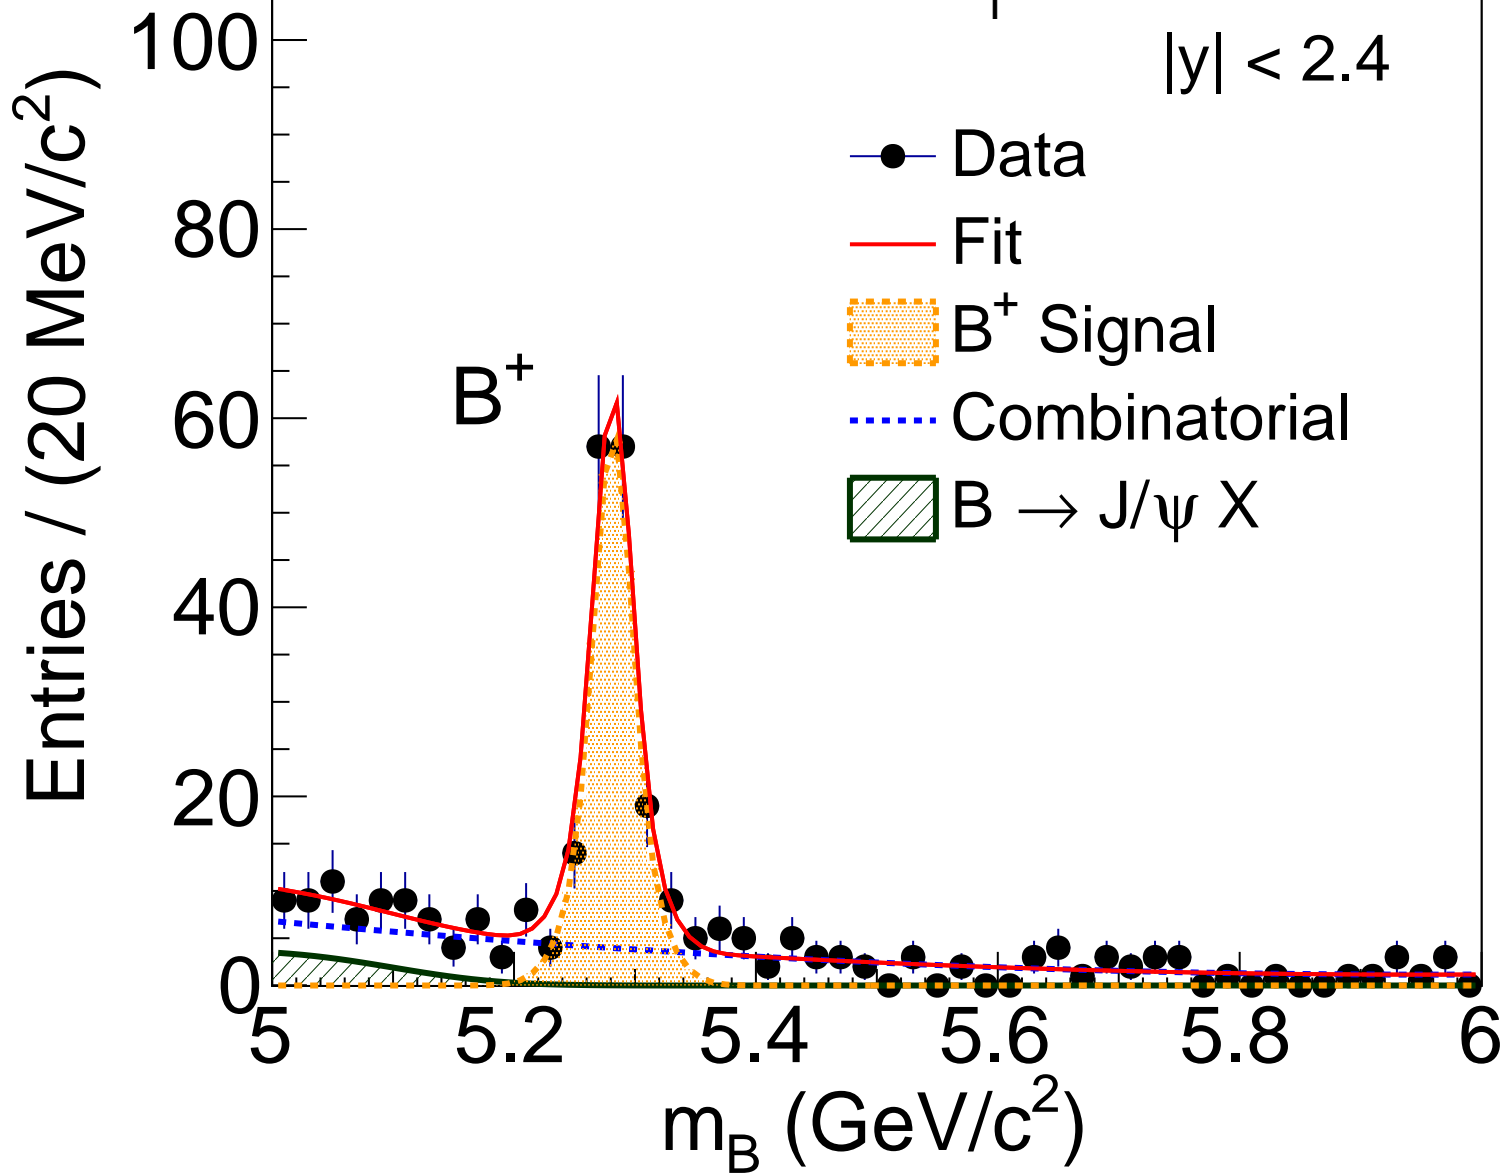 |y| < 2.4
Data
Fit
B⁺ Signal
Combinatorial
B → J/ψ X
B⁺
Entries / (20 MeV/c²)
100
80
60
40
20
0
5 5.2 5.4 5.6 5.8 6
m_B (GeV/c²)